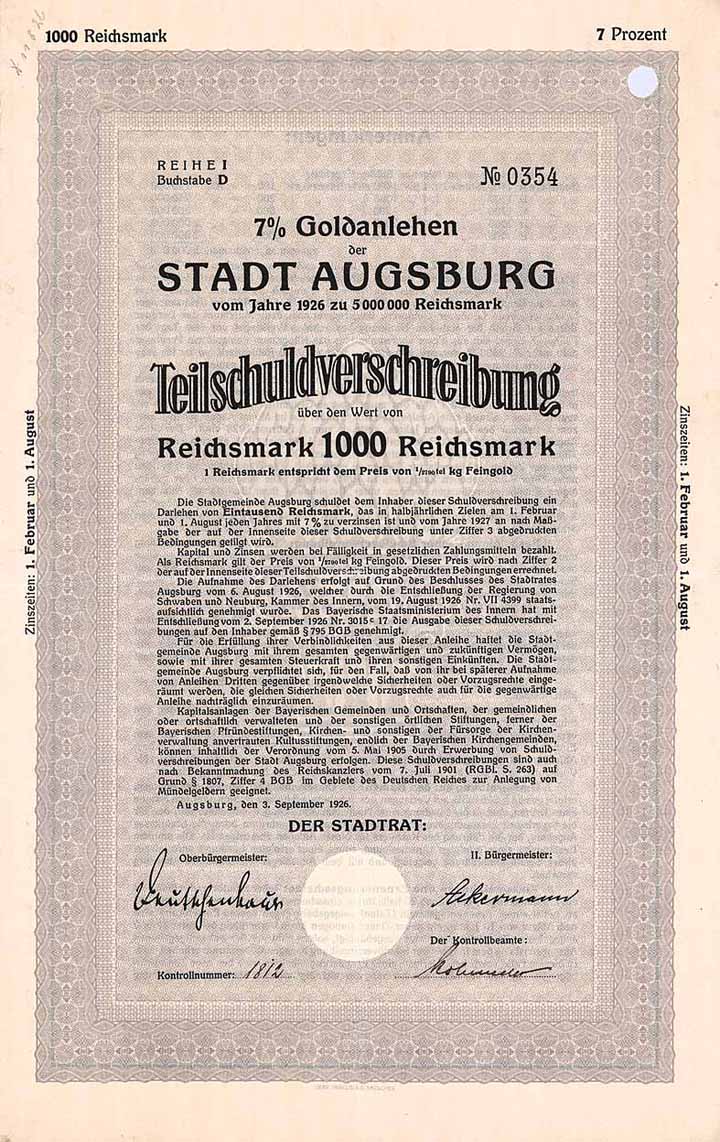 1000 Reichsmark
7 Prozent
REIHE I
Buchstabe D
№ 0354
7% Goldanlehen
der
STADT AUGSBURG
vom Jahre 1926 zu 5 000 000 Reichsmark
Teilschuldverschreibung
über den Wert von
Reichsmark 1000 Reichsmark
1 Reichsmark entspricht dem Preis von 1/2790tel kg Feingold
Die Stadtgemeinde Augsburg schuldet dem Inhaber dieser Schuldverschreibung ein
Darlehen von Eintausend Reichsmark, das in halbjährlichen Zielen am 1. Februar
und 1. August jeden Jahres mit 7% zu verzinsen ist und vom Jahre 1927 an nach Maß-
gabe der auf der Innenseite dieser Schuldverschreibung unter Ziffer 3 abgedruckten
Bedingungen getilgt wird.
Kapital und Zinsen werden bei Fälligkeit in gesetzlichen Zahlungsmitteln bezahlt.
Als Reichsmark gilt der Preis von 1/2790tel kg Feingold. Dieser Preis wird nach Ziffer 2
der auf der Innenseite dieser Teilschuldverschreibung abgedruckten Bedingungen errechnet.
Die Aufnahme des Darlehens erfolgt auf Grund des Beschlusses des Stadtrates
Augsburg vom 6. August 1926, welcher durch die Entschließung der Regierung von
Schwaben und Neuburg, Kammer des Innern, vom 19. August 1926 Nr. VII 4399 staats-
aufsichtlich genehmigt wurde. Das Bayerische Staatsministerium des Innern hat mit
Entschließung vom 2. September 1926 Nr. 3015 c 17 die Ausgabe dieser Schuldverschrei-
bungen auf den Inhaber gemäß § 795 BGB genehmigt.
Für die Erfüllung ihrer Verbindlichkeiten aus dieser Anleihe haftet die Stadt-
gemeinde Augsburg mit ihrem gesamten gegenwärtigen und zukünftigen Vermögen,
sowie mit ihrer gesamten Steuerkraft und ihren sonstigen Einkünften. Die Stadt-
gemeinde Augsburg verpflichtet sich, für den Fall, daß von ihr bei späterer Aufnahme
von Anleihen Dritten gegenüber irgendwelche Sicherheiten oder Vorzugsrechte einge-
räumt werden, die gleichen Sicherheiten oder Vorzugsrechte auch für die gegenwärtige
Anleihe nachträglich einzuräumen.
Kapitalsanlagen der Bayerischen Gemeinden und Ortschaften, der gemeindlichen
oder ortschaftlich verwalteten und der sonstigen örtlichen Stiftungen, ferner der
Bayerischen Pfründestiftungen, Kirchen- und sonstigen der Fürsorge der Kirchen-
verwaltung anvertrauten Kultusstiftungen, endlich der Bayerischen Kirchengemeinden,
können inhaltlich der Verordnung vom 5. Mai 1905 durch Erwerbung von Schuld-
verschreibungen der Stadt Augsburg erfolgen. Diese Schuldverschreibungen sind auch
nach Bekanntmachung des Reichskanzlers vom 7. Juli 1901 (RGBl. S. 263) auf
Grund § 1807, Ziffer 4 BGB im Gebiete des Deutschen Reiches zur Anlegung von
Mündelgeldern geeignet.
Augsburg, den 3. September 1926.
DER STADTRAT:
Oberbürgermeister:
II. Bürgermeister:
Deutschenbaur
Ackermann
Der Kontrollbeamte:
Kontrollnummer: 1812
Zinszeiten: 1. Februar und 1. August
Zinszeiten: 1. Februar und 1. August